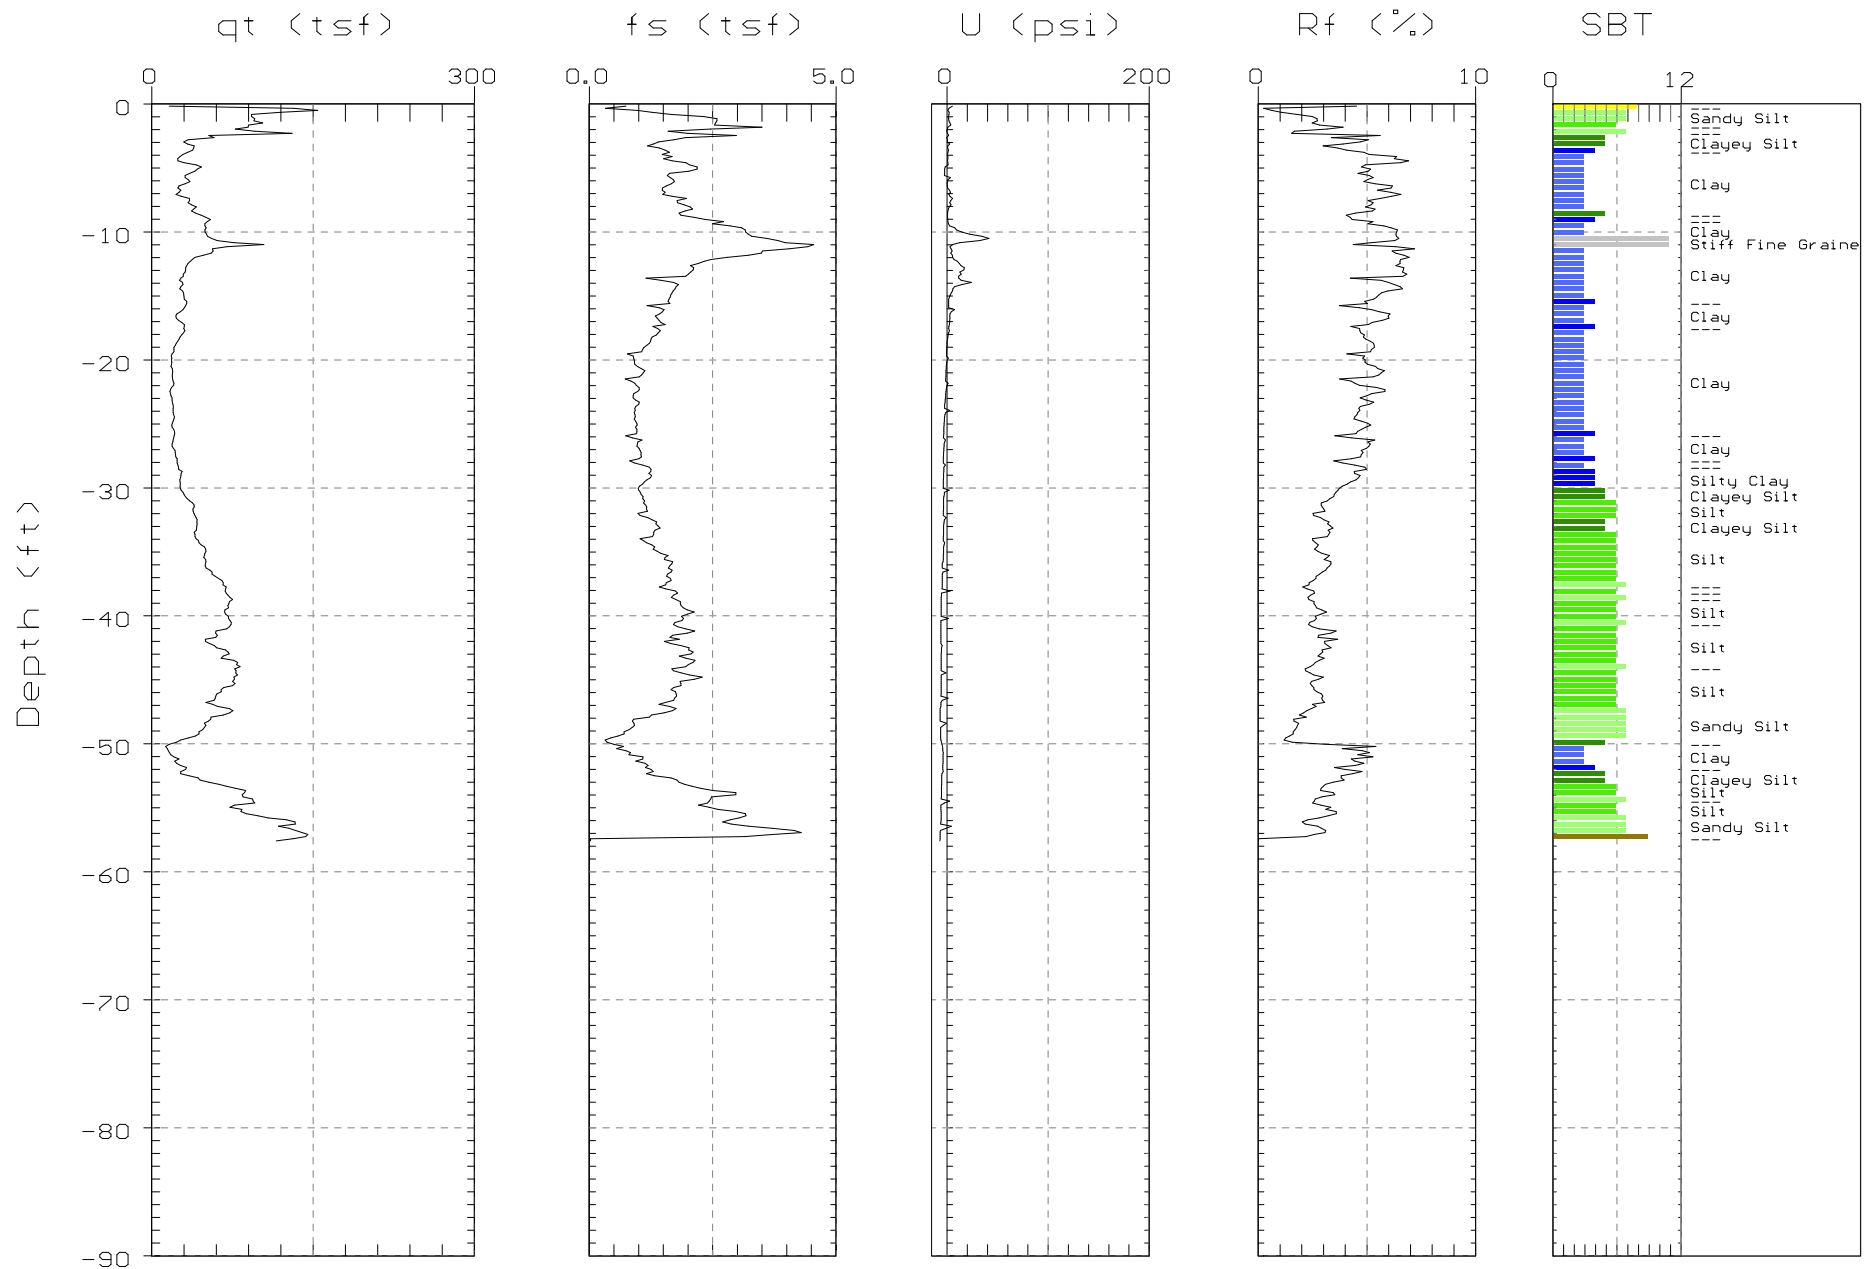 qt (tsf) fs (tsf) U (psi) Rf (%) SBT
0 300 0.0 5.0 0 200 0 10 0 12
0
-10
-20
-30
-40
-50
-60
-70
-80
-90
Depth (ft)
---
Sandy Silt
---
Clayey Silt
---
Clay
---
---
Clay
Stiff Fine Graine
Clay
---
Clay
---
Clay
---
Clay
---
---
Silty Clay
Clayey Silt
Silt
Clayey Silt
Silt
---
---
---
Silt
---
Silt
---
Silt
Sandy Silt
---
Clay
---
Clayey Silt
Silt
---
Silt
Sandy Silt
---